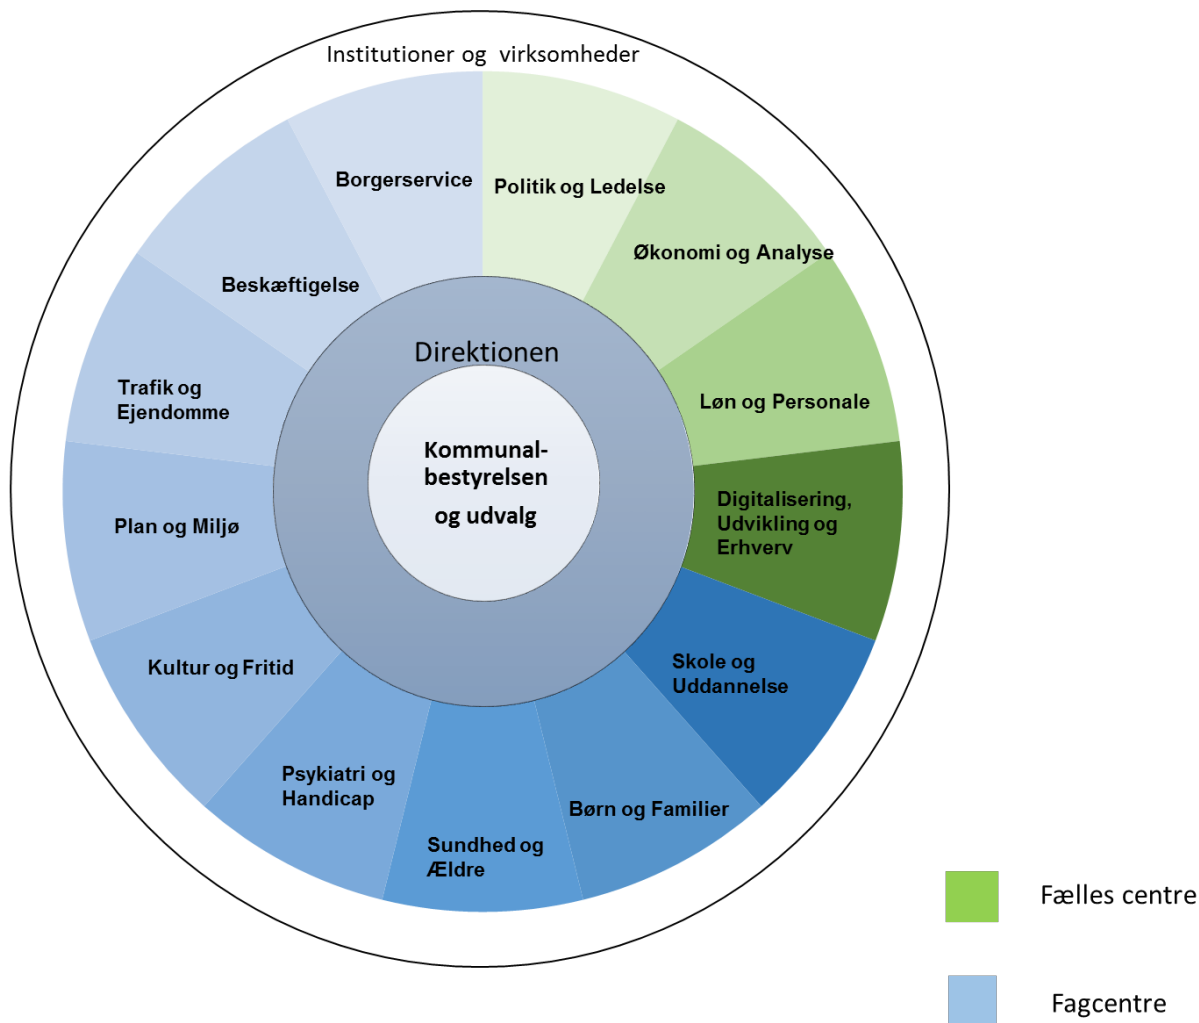 Institutioner og virksomheder
Borgerservice
Politik og Ledelse
Økonomi og Analyse
Beskæftigelse
Direktionen
Trafik og
Ejendomme
Løn og Personale
Kommunal-
bestyrelsen
og udvalg
Digitalisering,
Udvikling og
Erhverv
Plan og Miljø
Skole og
Uddannelse
Kultur og Fritid
Psykiatri og
Handicap
Børn og Familier
Sundhed og
Ældre
Fælles centre
Fagcentre